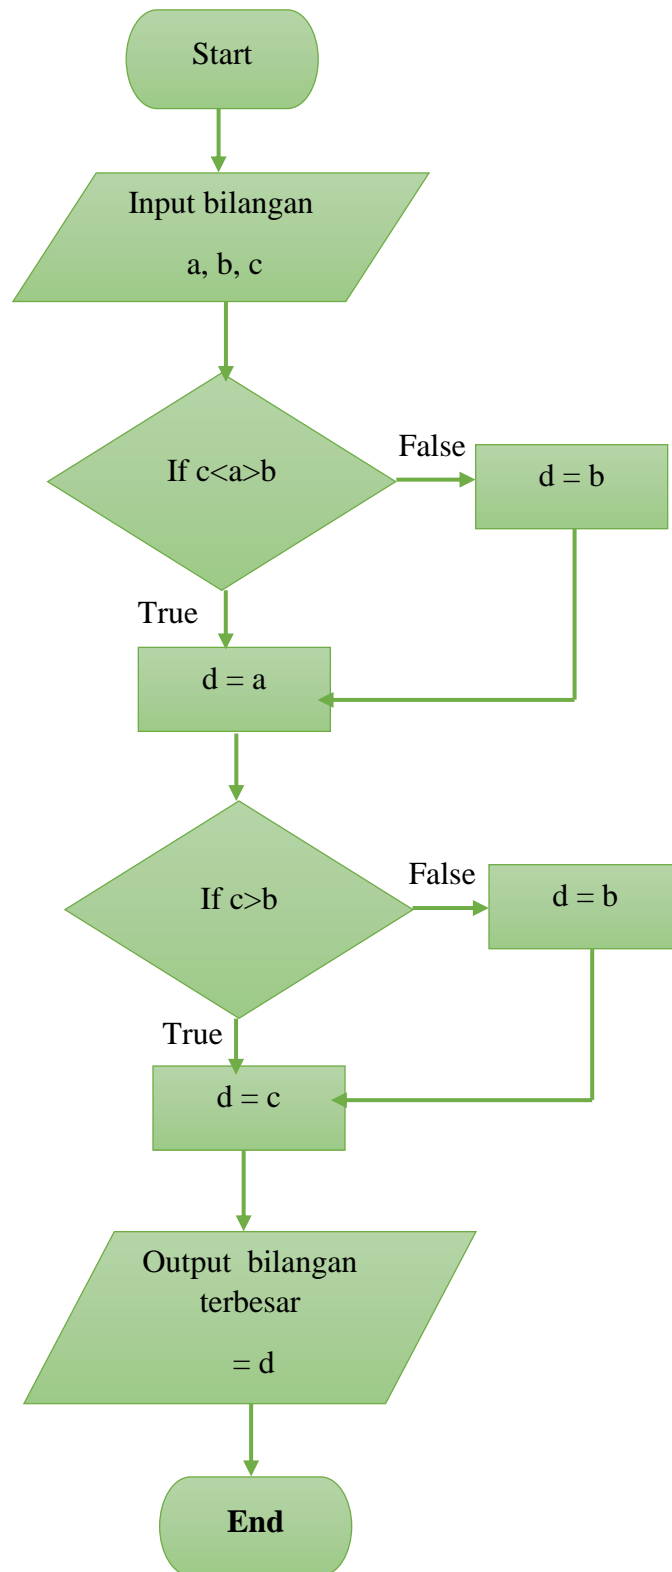 Start
Input bilangan
a, b, c
If c<a>b
False
d = b
True
d = a
If c>b
False
d = b
True
d = c
Output bilangan
terbesar
= d
End